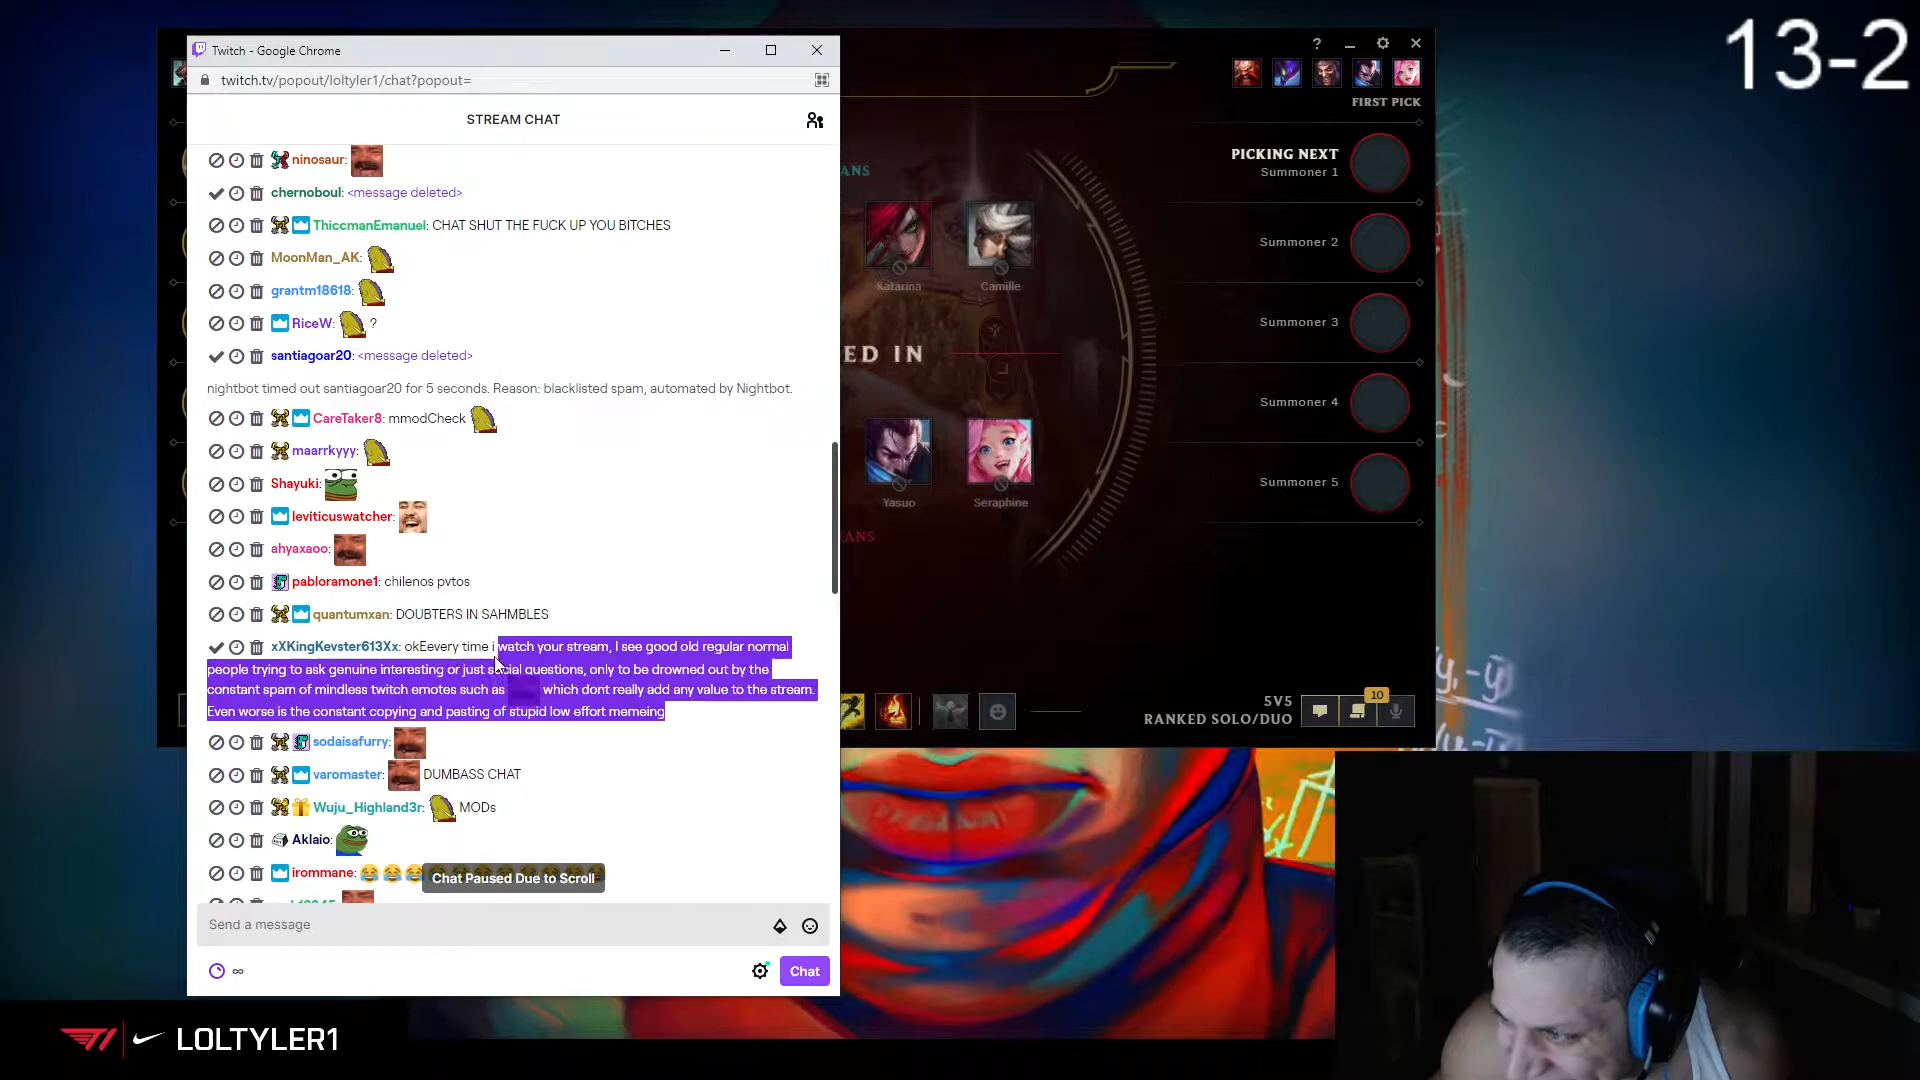 13-2
Twitch - Google Chrome
twitch.tv/popout/loltyler1/chat?popout=
STREAM CHAT
ninosaur:
chernoboul: <message deleted>
ThiccmanEmanuel: CHAT SHUT THE FUCK UP YOU BITCHES
MoonMan_AK:
grantm18618:
RiceW: ?
santiagoar20: <message deleted>
nightbot timed out santiagoar20 for 5 seconds. Reason: blacklisted spam, automated by Nightbot.
CareTaker8: mmodCheck
maarrkyyy:
Shayuki:
leviticuswatcher:
ahyaxaoo:
pabloramone1: chilenos pvtos
quantumxan: DOUBTERS IN SAHMBLES
xXKingKevster613Xx: okEevery time i watch your stream, I see good old regular normal
people trying to ask genuine interesting or just social questions, only to be drowned out by the
constant spam of mindless twitch emotes such as which dont really add any value to the stream.
Even worse is the constant copying and pasting of stupid low effort memeing
sodaisafurry:
varomaster: DUMBASS CHAT
Wuju_Highland3r: MODs
Aklaio:
irommane:
Chat Paused Due to Scroll
Send a message
∞
Chat
?
FIRST PICK
PICKING NEXT
Summoner 1
Summoner 2
Summoner 3
Summoner 4
Summoner 5
ANS
Katarina
Camille
ED IN
Yasuo
Seraphine
ANS
5V5
RANKED SOLO/DUO
10
LOLTYLER1